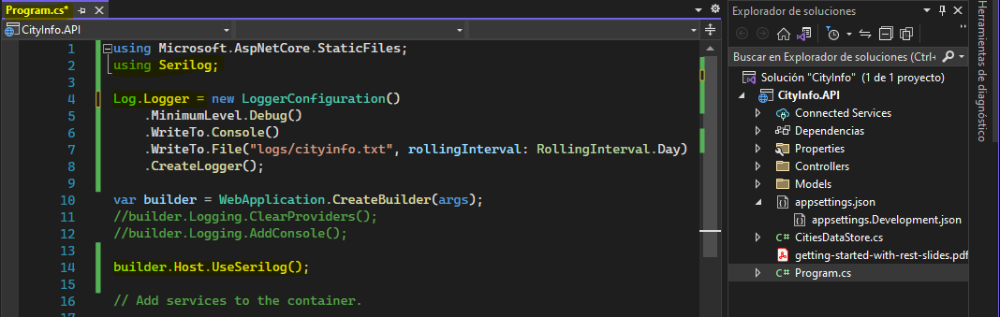 Program.cs*
CityInfo.API
1 using Microsoft.AspNetCore.StaticFiles;
2 using Serilog;
3
4 Log.Logger = new LoggerConfiguration()
5 .MinimumLevel.Debug()
6 .WriteTo.Console()
7 .WriteTo.File("logs/cityinfo.txt", rollingInterval: RollingInterval.Day)
8 .CreateLogger();
9
10 var builder = WebApplication.CreateBuilder(args);
11 //builder.Logging.ClearProviders();
12 //builder.Logging.AddConsole();
13
14 builder.Host.UseSerilog();
15
16 // Add services to the container.
17
Explorador de soluciones
Buscar en Explorador de soluciones (Ctrl+
Solución "CityInfo" (1 de 1 proyecto)
CityInfo.API
Connected Services
Dependencias
Properties
Controllers
Models
appsettings.json
appsettings.Development.json
C# CitiesDataStore.cs
getting-started-with-rest-slides.pdf
C# Program.cs
Herramientas de diagnóstico